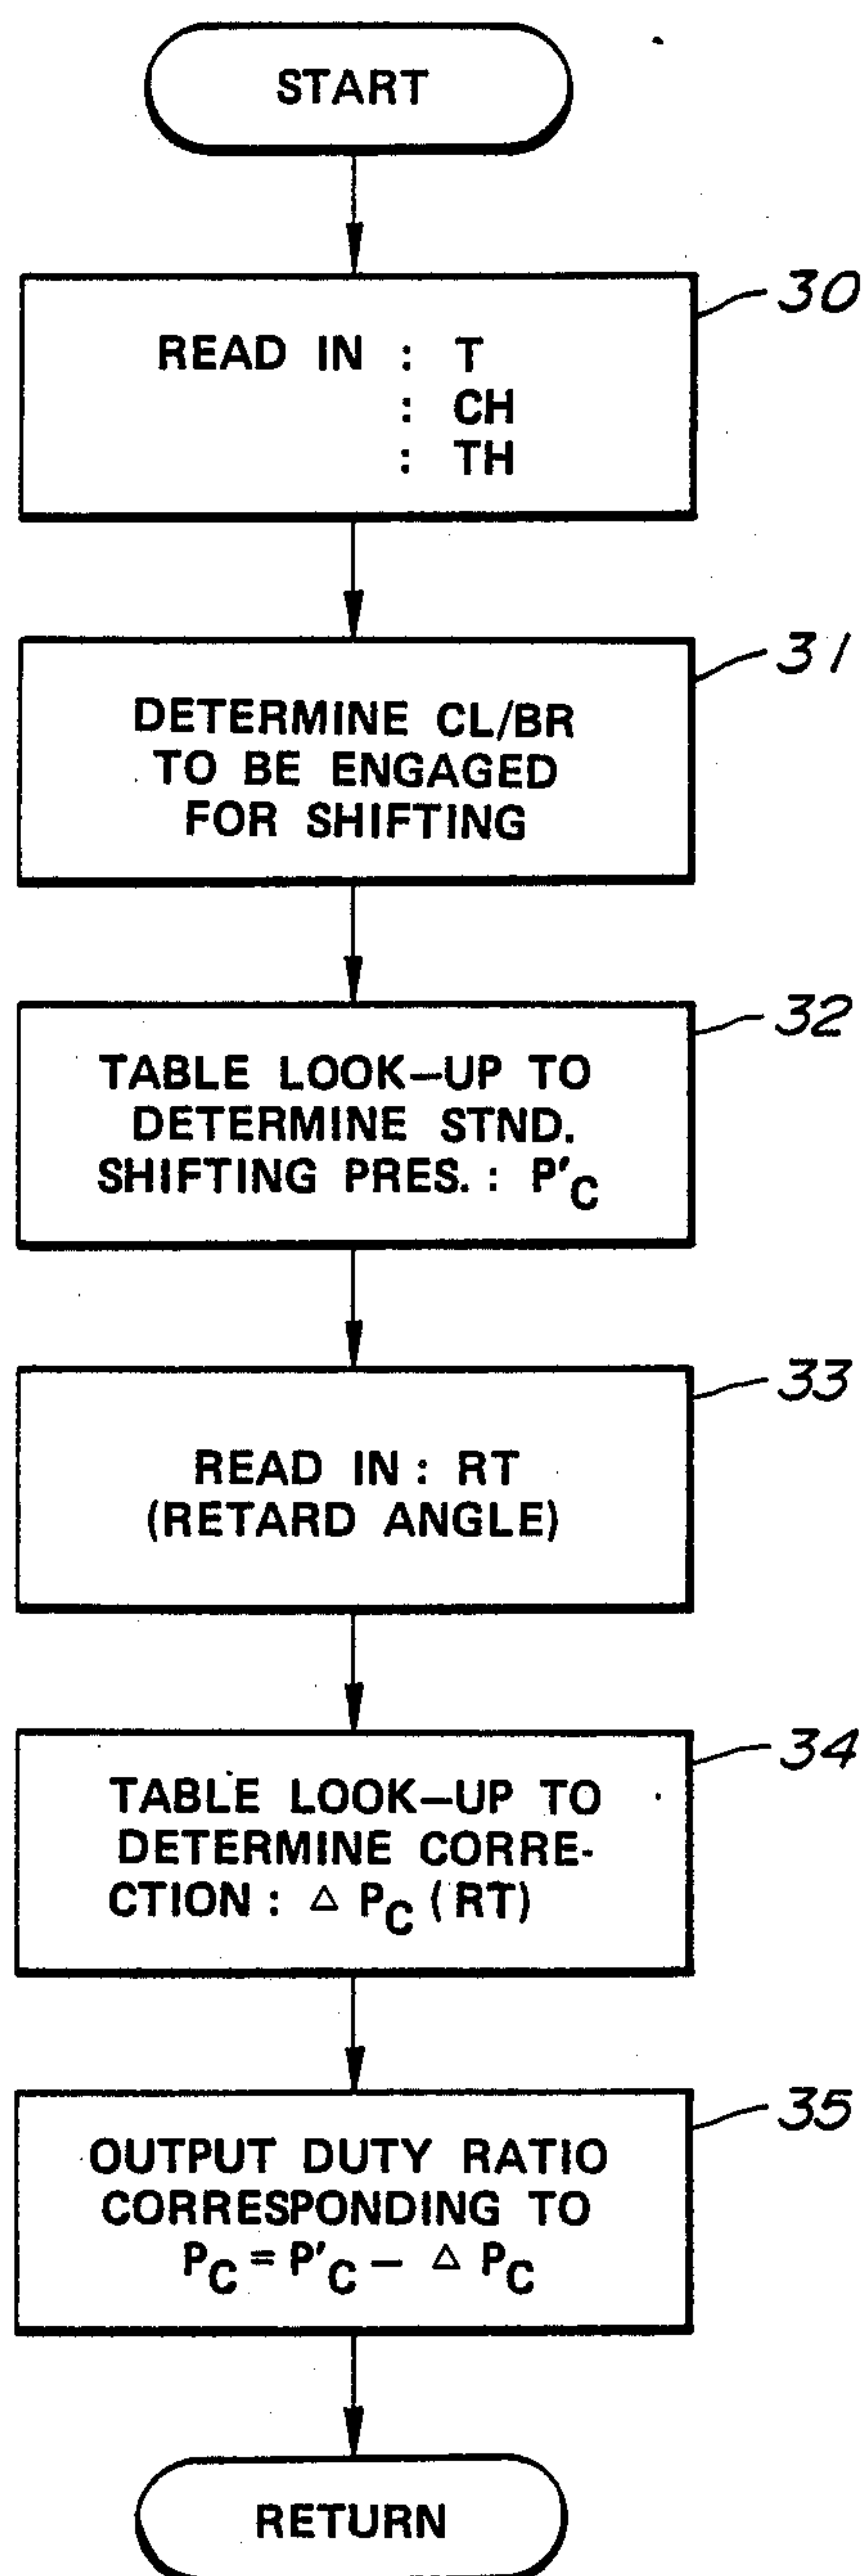 START
30
READ IN : T
: CH
: TH
31
DETERMINE CL/BR
TO BE ENGAGED
FOR SHIFTING
32
TABLE LOOK–UP TO
DETERMINE STND.
SHIFTING PRES. : P'C
33
READ IN : RT
(RETARD ANGLE)
34
TABLE LOOK–UP TO
DETERMINE CORRE-
CTION : △ PC (RT)
35
OUTPUT DUTY RATIO
CORRESPONDING TO
PC = P'C – △ PC
RETURN